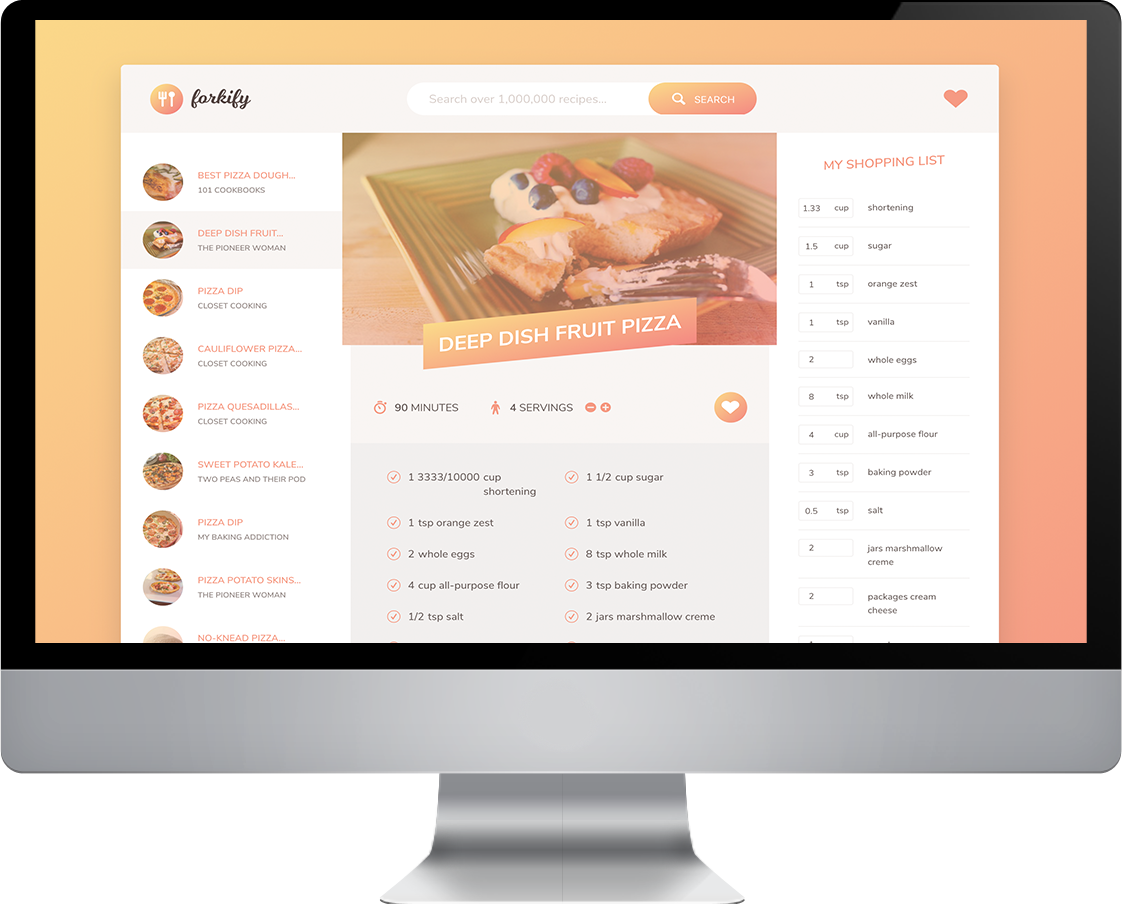 forkify
Search over 1,000,000 recipes...
SEARCH
BEST PIZZA DOUGH...
101 COOKBOOKS
DEEP DISH FRUIT...
THE PIONEER WOMAN
PIZZA DIP
CLOSET COOKING
CAULIFLOWER PIZZA...
CLOSET COOKING
PIZZA QUESADILLAS...
CLOSET COOKING
SWEET POTATO KALE...
TWO PEAS AND THEIR POD
PIZZA DIP
MY BAKING ADDICTION
PIZZA POTATO SKINS...
THE PIONEER WOMAN
NO-KNEAD PIZZA...
DEEP DISH FRUIT PIZZA
90 MINUTES
4 SERVINGS
1 3333/10000 cup
shortening
1 1/2 cup sugar
1 tsp orange zest
1 tsp vanilla
2 whole eggs
8 tsp whole milk
4 cup all-purpose flour
3 tsp baking powder
1/2 tsp salt
2 jars marshmallow creme
MY SHOPPING LIST
1.33 cup shortening
1.5 cup sugar
1 tsp orange zest
1 tsp vanilla
2 whole eggs
8 tsp whole milk
4 cup all-purpose flour
3 tsp baking powder
0.5 tsp salt
2 jars marshmallow
creme
2 packages cream
cheese